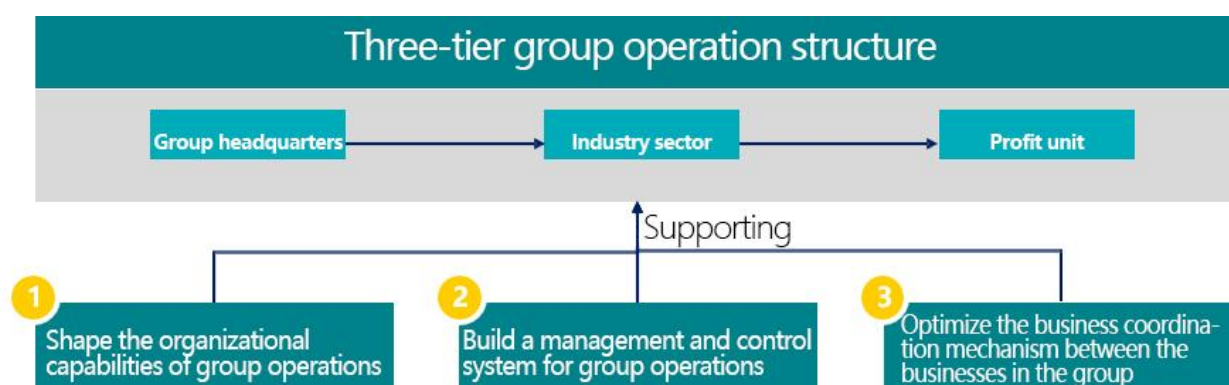 Three-tier group operation structure
Group headquarters
Industry sector
Profit unit
Supporting
1
Shape the organizational
capabilities of group operations
2
Build a management and control
system for group operations
3
Optimize the business coordina-
tion mechanism between the
businesses in the group